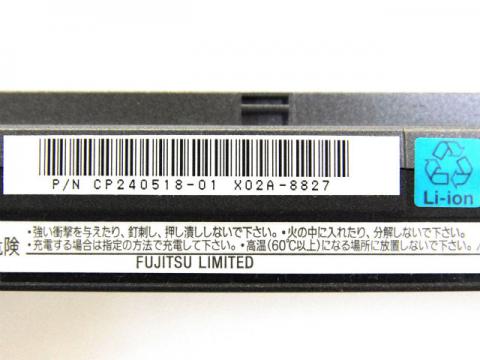 P/N CP240518-01 X02A-8827
Li-ion
危険
・強い衝撃を与えたり、釘刺し、押し潰ししないで下さい。・火の中に入れたり、分解しないで下さい。
・充電する場合は指定の方法で充電して下さい。・高温(60℃以上)になる場所に放置しないで下さい。
FUJITSU LIMITED